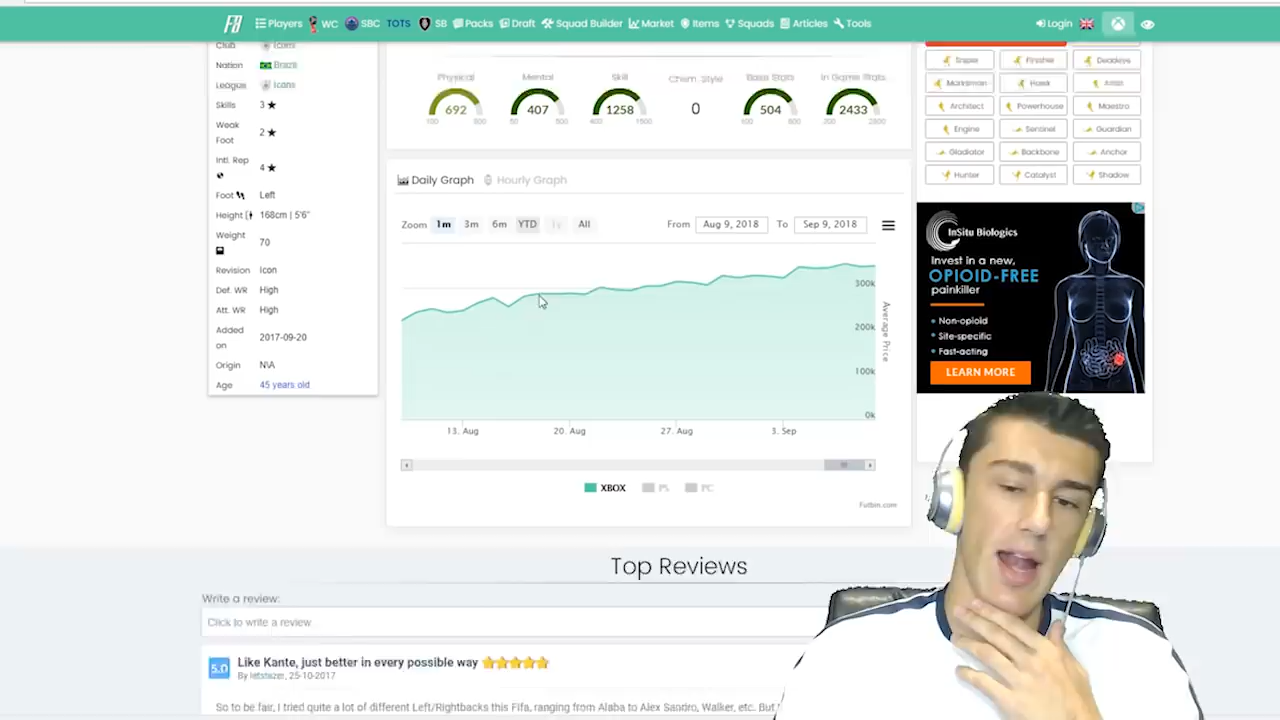 F8 Players WC SBC TOTS SB Packs Draft Squad Builder Market Items Squads Articles Tools Login
Club Icons
Nation Brazil
League Icons
Skills 3 ★
Weak Foot 2 ★
Intl. Rep 4 ★
Foot Left
Height 168cm | 5'6"
Weight 70
Revision Icon
Def. WR High
Att. WR High
Added on 2017-09-20
Origin N\A
Age 45 years old
Physical Mental Skill Chem. Style Base Stats In Game Stats
692 407 1258 0 504 2433
Daily Graph Hourly Graph
Zoom 1m 3m 6m YTD 1y All From Aug 9, 2018 To Sep 9, 2018
300k
200k
100k
0k
Average Price
13. Aug 20. Aug 27. Aug 3. Sep
XBOX PS PC
Futbin.com
Sniper Finisher Deadeye
Marksman Hawk Artist
Architect Powerhouse Maestro
Engine Sentinel Guardian
Gladiator Backbone Anchor
Hunter Catalyst Shadow
InSitu Biologics
Invest in a new,
OPIOID-FREE
painkiller
• Non-opioid
• Site-specific
• Fast-acting
LEARN MORE
Top Reviews
Write a review:
Click to write a review
5.0 Like Kante, just better in every possible way ⭐⭐⭐⭐⭐
25-10-2017
So to be fair, I tried quite a lot of different Left/Rightbacks this Fifa, ranging from Alaba to Alex Sandro, Walker, etc. But